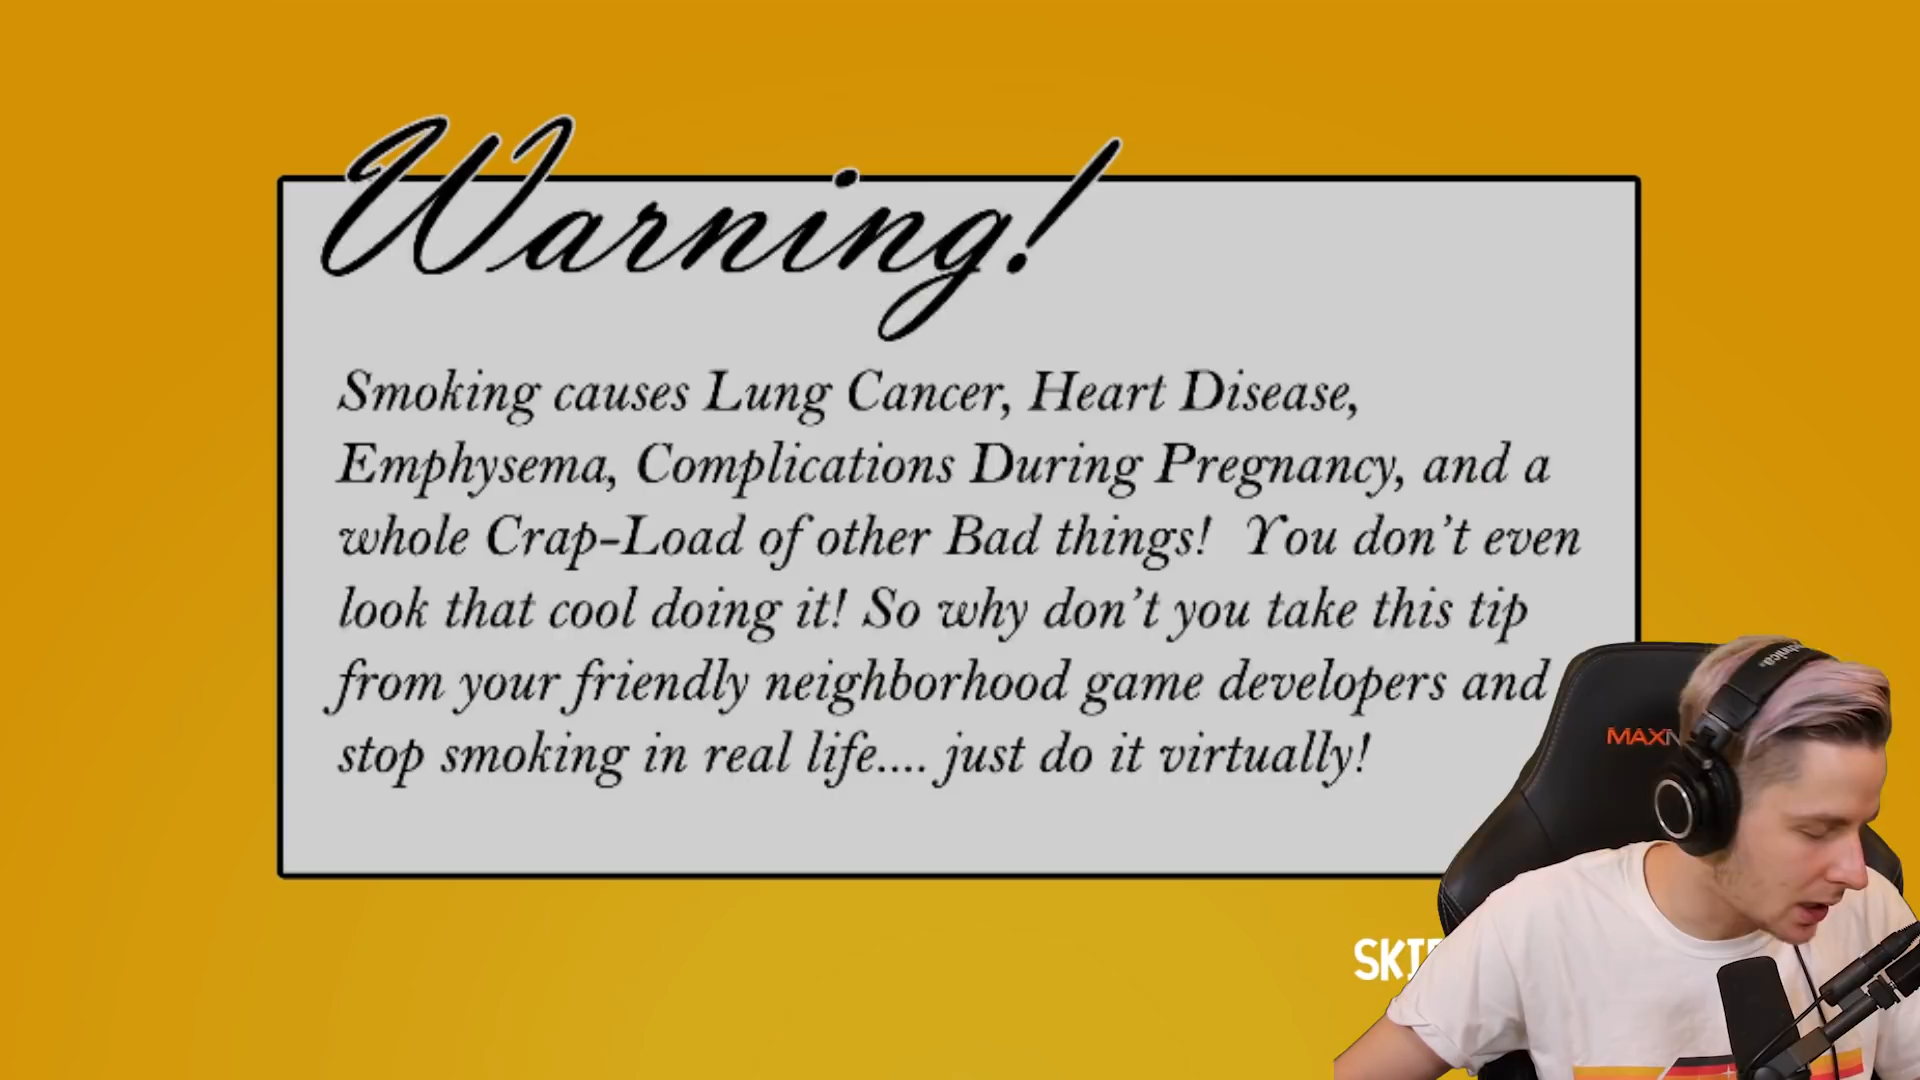 Warning!
Smoking causes Lung Cancer, Heart Disease,
Emphysema, Complications During Pregnancy, and a
whole Crap-Load of other Bad things!  You don't even
look that cool doing it! So why don't you take this tip
from your friendly neighborhood game developers and
stop smoking in real life.... just do it virtually!